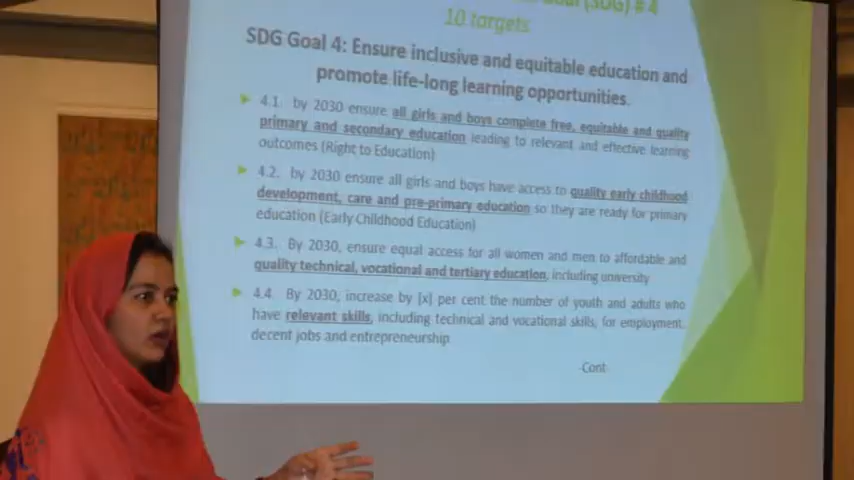 (SDG) # 4
10 targets
SDG Goal 4: Ensure inclusive and equitable education and
promote life-long learning opportunities.
4.1. by 2030 ensure all girls and boys complete free, equitable and quality
primary and secondary education leading to relevant and effective learning
outcomes (Right to Education)
4.2. by 2030 ensure all girls and boys have access to quality early childhood
development, care and pre-primary education so they are ready for primary
education (Early Childhood Education)
4.3. By 2030, ensure equal access for all women and men to affordable and
quality technical, vocational and tertiary education, including university
4.4. By 2030, increase by [x] per cent the number of youth and adults who
have relevant skills, including technical and vocational skills, for employment,
decent jobs and entrepreneurship
-Cont-